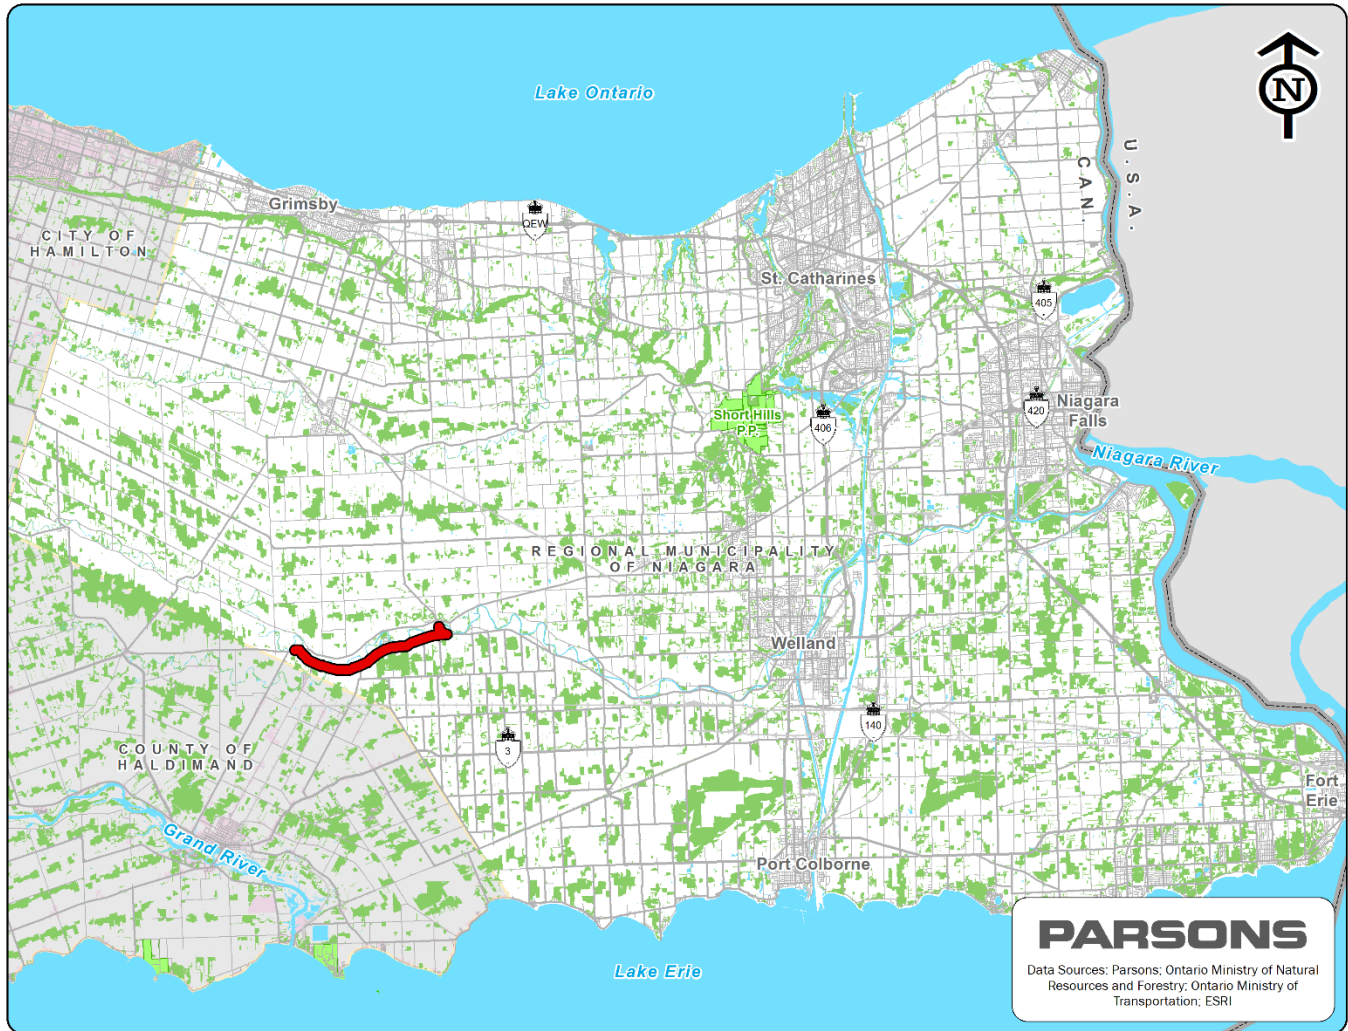 Lake Ontario
N
U.S.A.
CAN.
Grimsby
QEW
CITY OF
HAMILTON
St. Catharines
405
Short Hills
P.P.
406
420
Niagara
Falls
Niagara River
REGIONAL MUNICIPALITY
OF NIAGARA
Welland
140
3
COUNTY OF
HALDIMAND
Fort
Erie
Grand River
Port Colborne
Lake Erie
PARSONS
Data Sources: Parsons; Ontario Ministry of Natural
Resources and Forestry; Ontario Ministry of
Transportation; ESRI